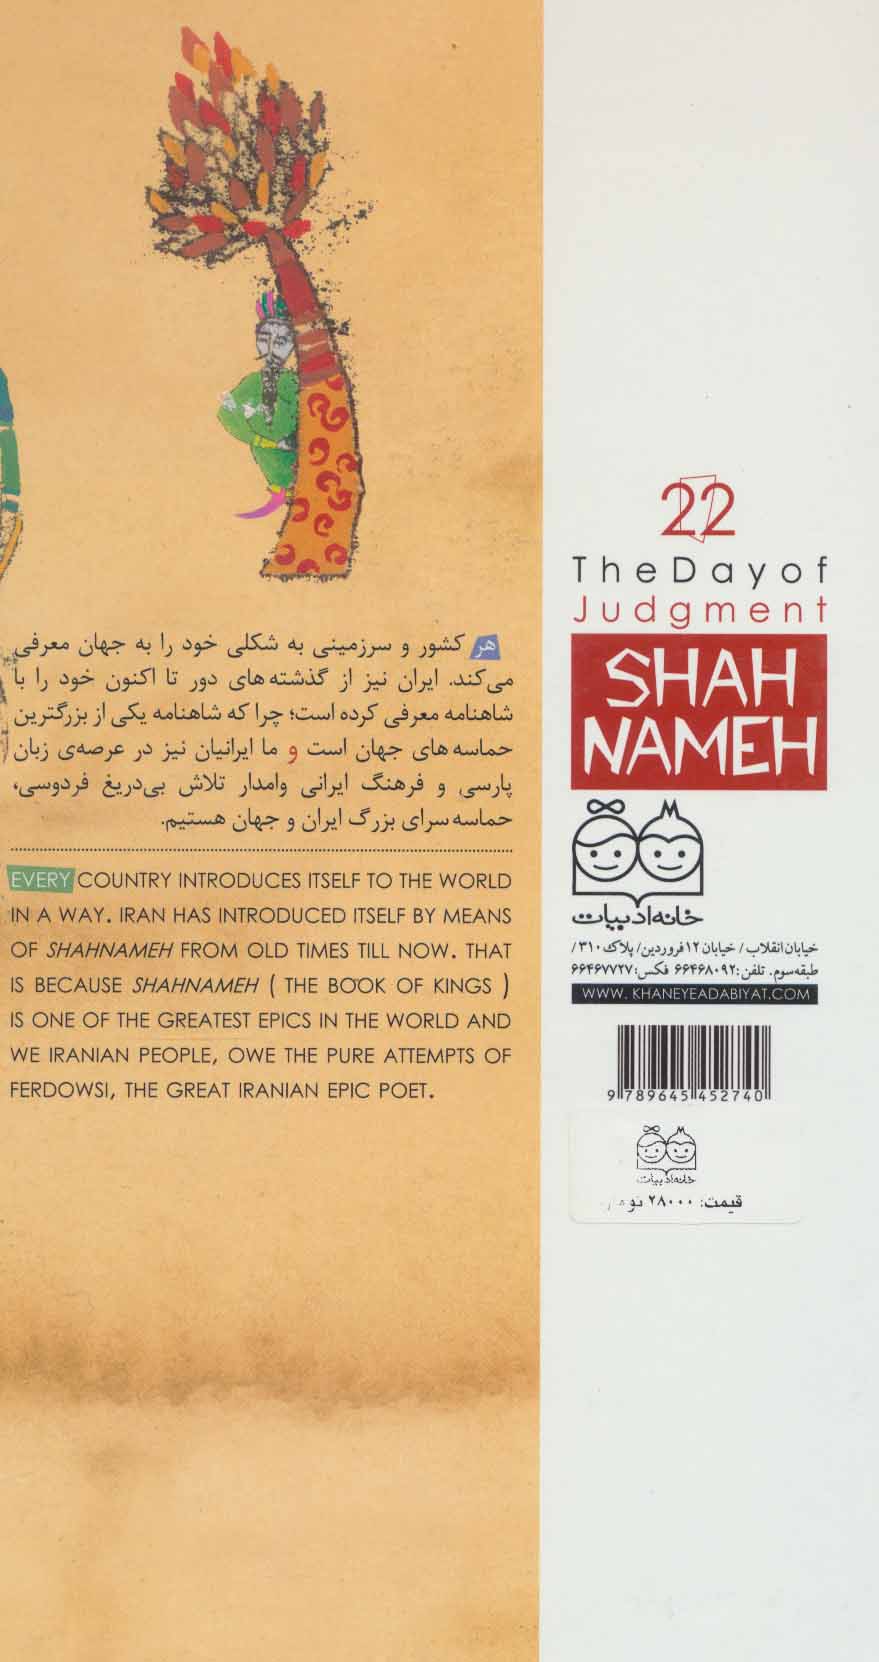 هر کشور و سرزمینی به شکلی خود را به جهان معرفی
می‌کند. ایران نیز از گذشته‌های دور تا اکنون خود را با
شاهنامه معرفی کرده است؛ چرا که شاهنامه یکی از بزرگترین
حماسه‌های جهان است و ما ایرانیان نیز در عرصه‌ی زبان
پارسی و فرهنگ ایرانی وامدار تلاش بی‌دریغ فردوسی،
حماسه‌سرای بزرگ ایران و جهان هستیم.
EVERY COUNTRY INTRODUCES ITSELF TO THE WORLD
IN A WAY. IRAN HAS INTRODUCED ITSELF BY MEANS
OF SHAHNAMEH FROM OLD TIMES TILL NOW. THAT
IS BECAUSE SHAHNAMEH ( THE BOOK OF KINGS )
IS ONE OF THE GREATEST EPICS IN THE WORLD AND
WE IRANIAN PEOPLE, OWE THE PURE ATTEMPTS OF
FERDOWSI, THE GREAT IRANIAN EPIC POET.
22
The Day of
Judgment
SHAH
NAMEH
خانه ادبیات
خیابان انقلاب/ خیابان ۱۲ فروردین/ پلاک ۳۱۰/
طبقه سوم. تلفن: ۶۶۴۶۸۰۹۲ فکس: ۶۶۴۶۷۷۲۷
WWW. KHANEYEADABIYAT.COM
9 789645 452740
خانه ادبیات
قیمت: ۲۸۰۰۰